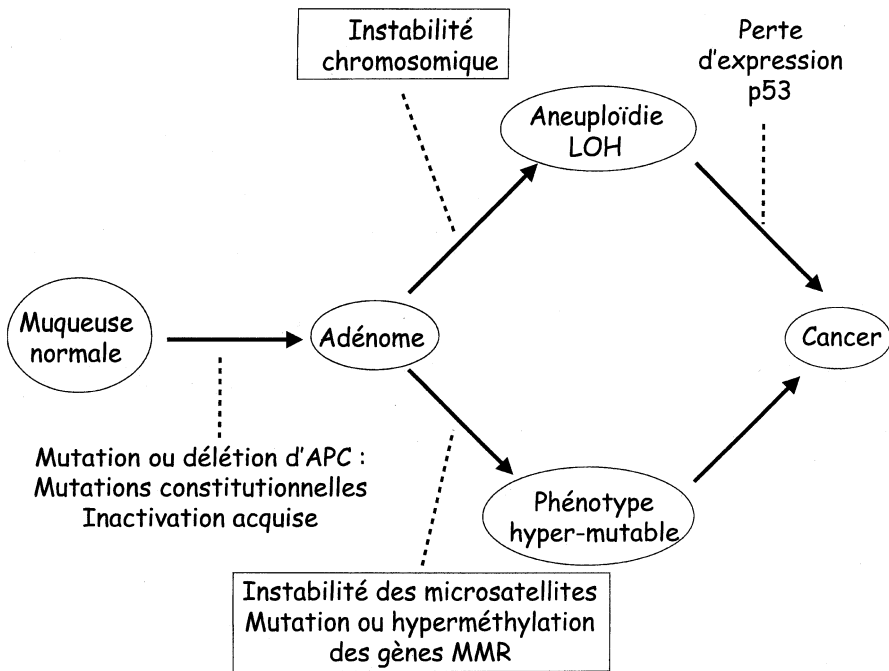 Instabilité
chromosomique
Perte
d'expression
p53
Aneuploïdie
LOH
Muqueuse
normale
Adénome
Cancer
Mutation ou délétion d'APC :
Mutations constitutionnelles
Inactivation acquise
Phénotype
hyper-mutable
Instabilité des microsatellites
Mutation ou hyperméthylation
des gènes MMR